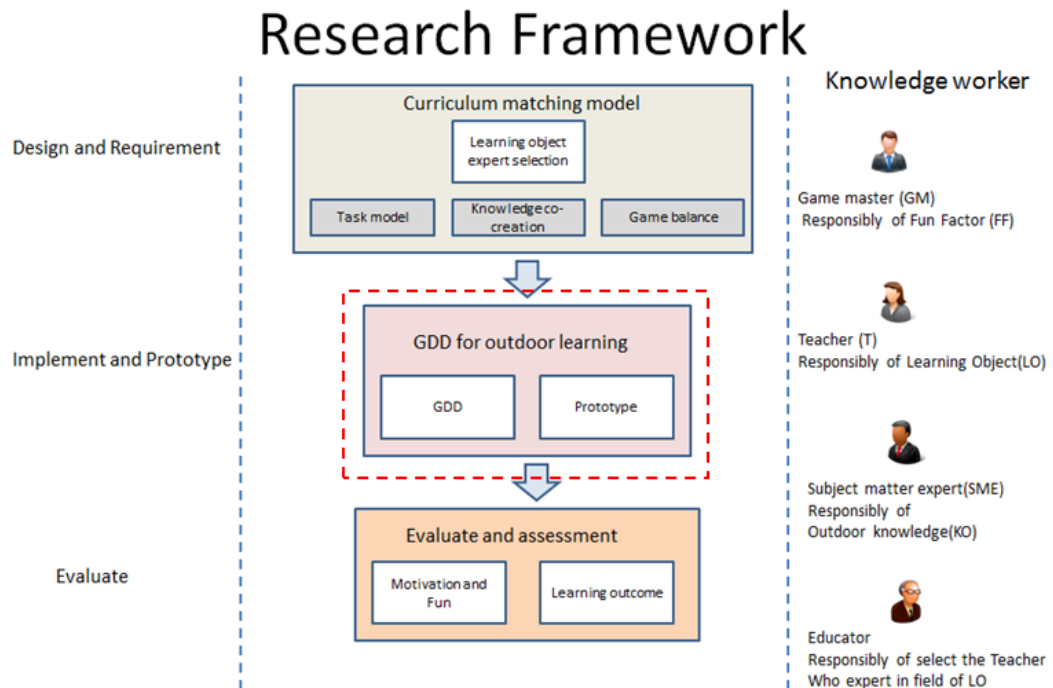 Research Framework
Design and Requirement
Implement and Prototype
Evaluate
Curriculum matching model
Learning object
expert selection
Task model
Knowledge co-
creation
Game balance
GDD for outdoor learning
GDD
Prototype
Evaluate and assessment
Motivation and
Fun
Learning outcome
Knowledge worker
Game master (GM)
Responsibly of Fun Factor (FF)
Teacher (T)
Responsibly of Learning Object(LO)
Subject matter expert(SME)
Responsibly of
Outdoor knowledge(KO)
Educator
Responsibly of select the Teacher
Who expert in field of LO